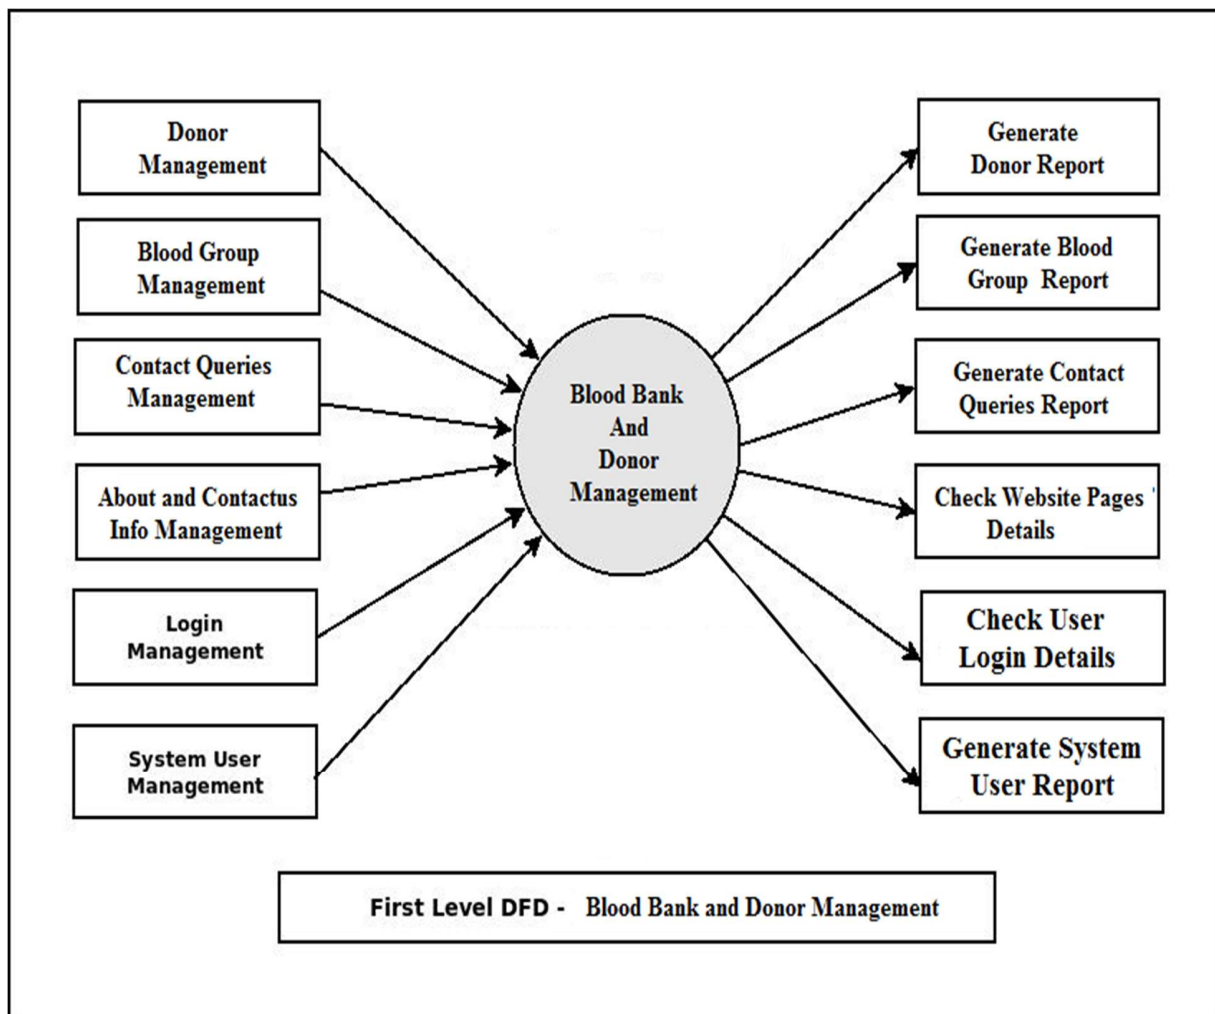 Donor
Management
Blood Group
Management
Contact Queries
Management
About and Contactus
Info Management
Login
Management
System User
Management
Blood Bank
And
Donor
Management
Generate
Donor Report
Generate Blood
Group Report
Generate Contact
Queries Report
Check Website Pages
Details
Check User
Login Details
Generate System
User Report
First Level DFD - Blood Bank and Donor Management